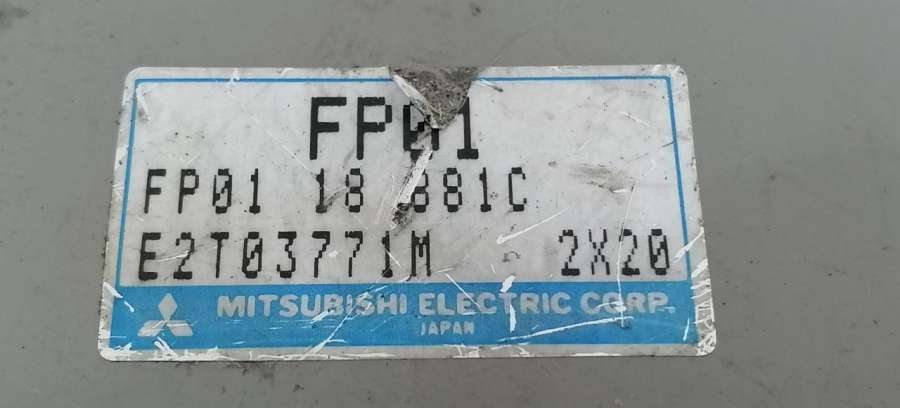 FP01
FP01 18 881C
E2T03771M 2X20
MITSUBISHI ELECTRIC CORP.
JAPAN